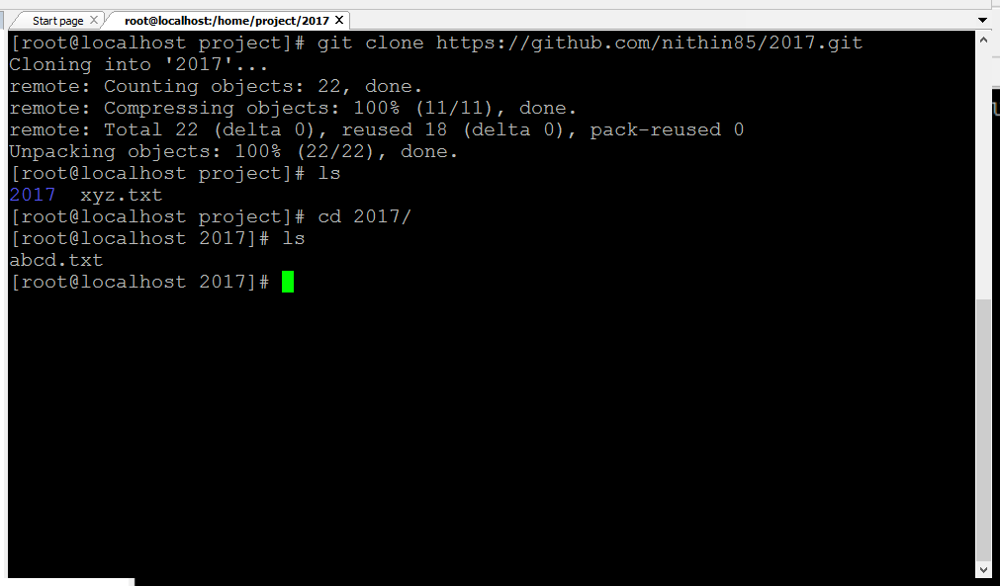 Start page
root@localhost:/home/project/2017
[root@localhost project]# git clone https://github.com/nithin85/2017.git
Cloning into '2017'...
remote: Counting objects: 22, done.
remote: Compressing objects: 100% (11/11), done.
remote: Total 22 (delta 0), reused 18 (delta 0), pack-reused 0
Unpacking objects: 100% (22/22), done.
[root@localhost project]# ls
2017  xyz.txt
[root@localhost project]# cd 2017/
[root@localhost 2017]# ls
abcd.txt
[root@localhost 2017]#